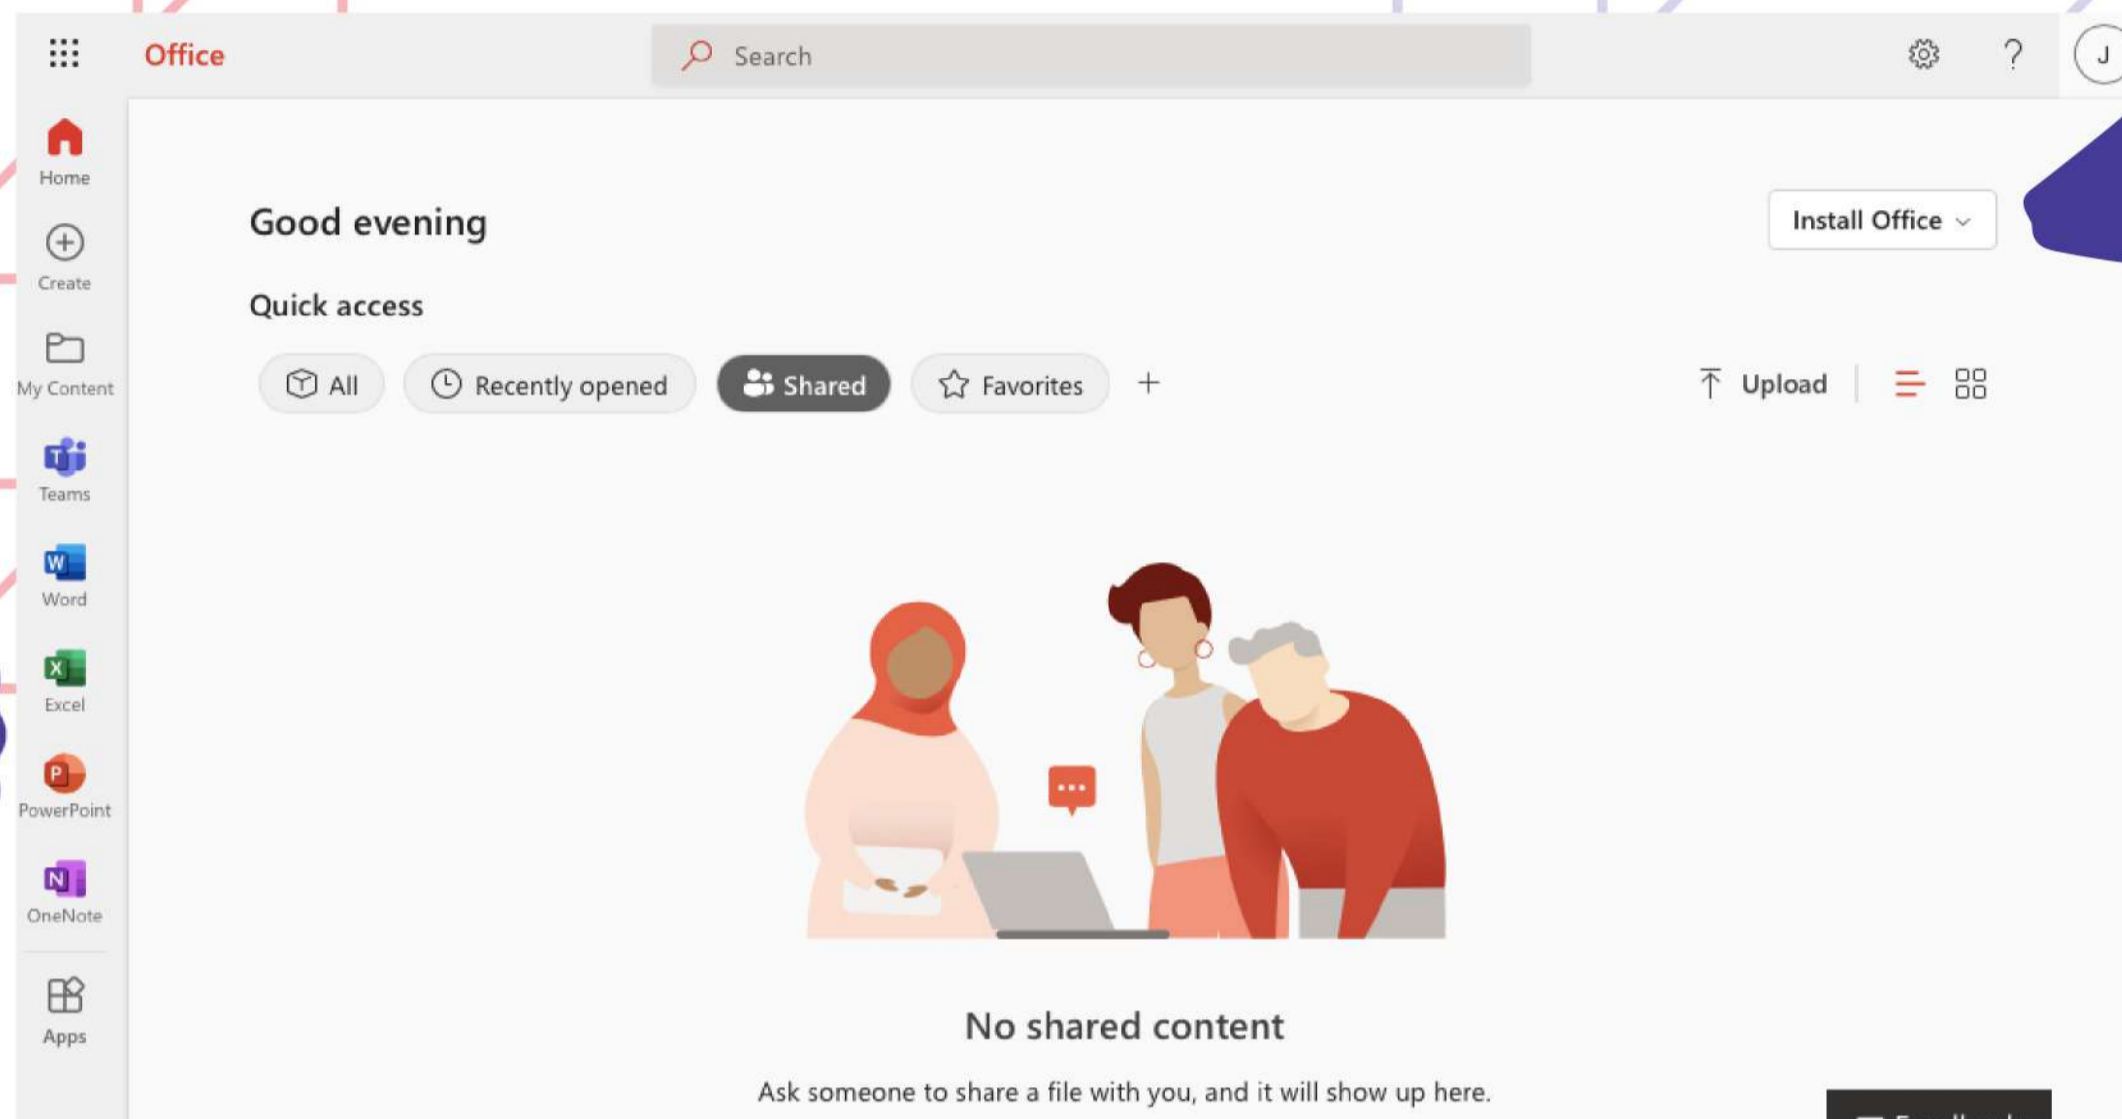 Office
Search
?
J
Home
Create
My Content
Teams
Word
Excel
PowerPoint
OneNote
Apps
Good evening
Install Office
Quick access
All
Recently opened
Shared
Favorites
+
Upload
No shared content
Ask someone to share a file with you, and it will show up here.